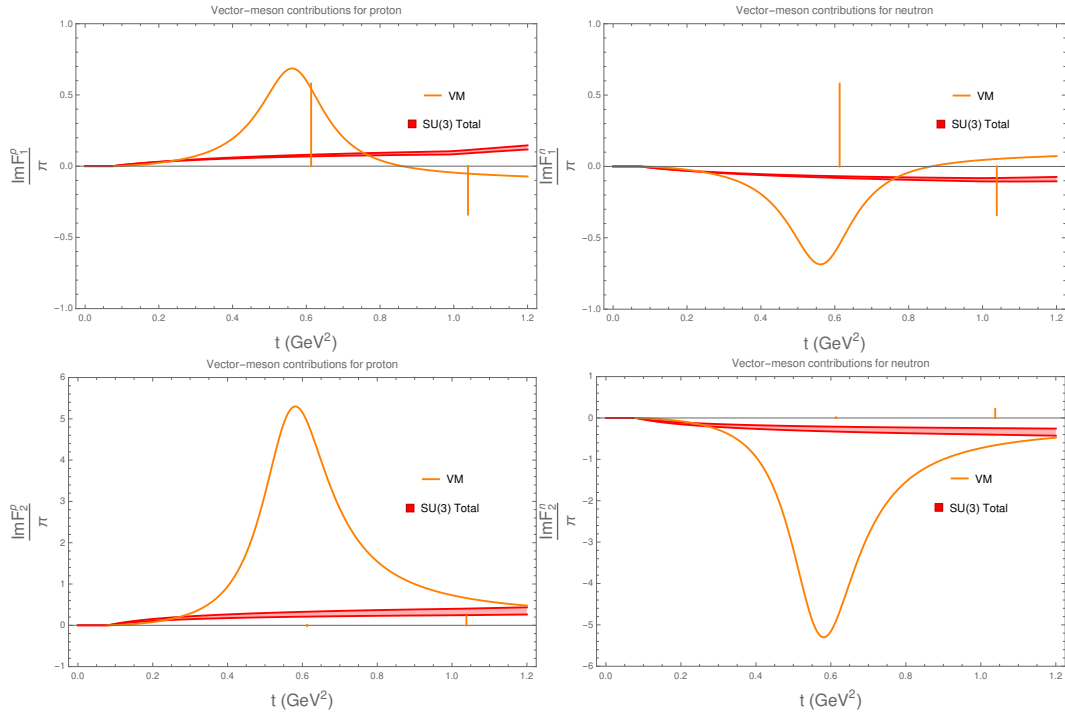 Vector−meson contributions for proton
1.0
0.5
0.0
−0.5
−1.0
ImF₁ᵖ
π
VM
SU(3) Total
0.0 0.2 0.4 0.6 0.8 1.0 1.2
t (GeV²)
Vector−meson contributions for neutron
1.0
0.5
0.0
−0.5
−1.0
ImF₁ⁿ
π
VM
SU(3) Total
0.0 0.2 0.4 0.6 0.8 1.0 1.2
t (GeV²)
Vector−meson contributions for proton
6
5
4
3
2
1
0
−1
ImF₂ᵖ
π
VM
SU(3) Total
0.0 0.2 0.4 0.6 0.8 1.0 1.2
t (GeV²)
Vector−meson contributions for neutron
1
0
−1
−2
−3
−4
−5
−6
ImF₂ⁿ
π
VM
SU(3) Total
0.0 0.2 0.4 0.6 0.8 1.0 1.2
t (GeV²)